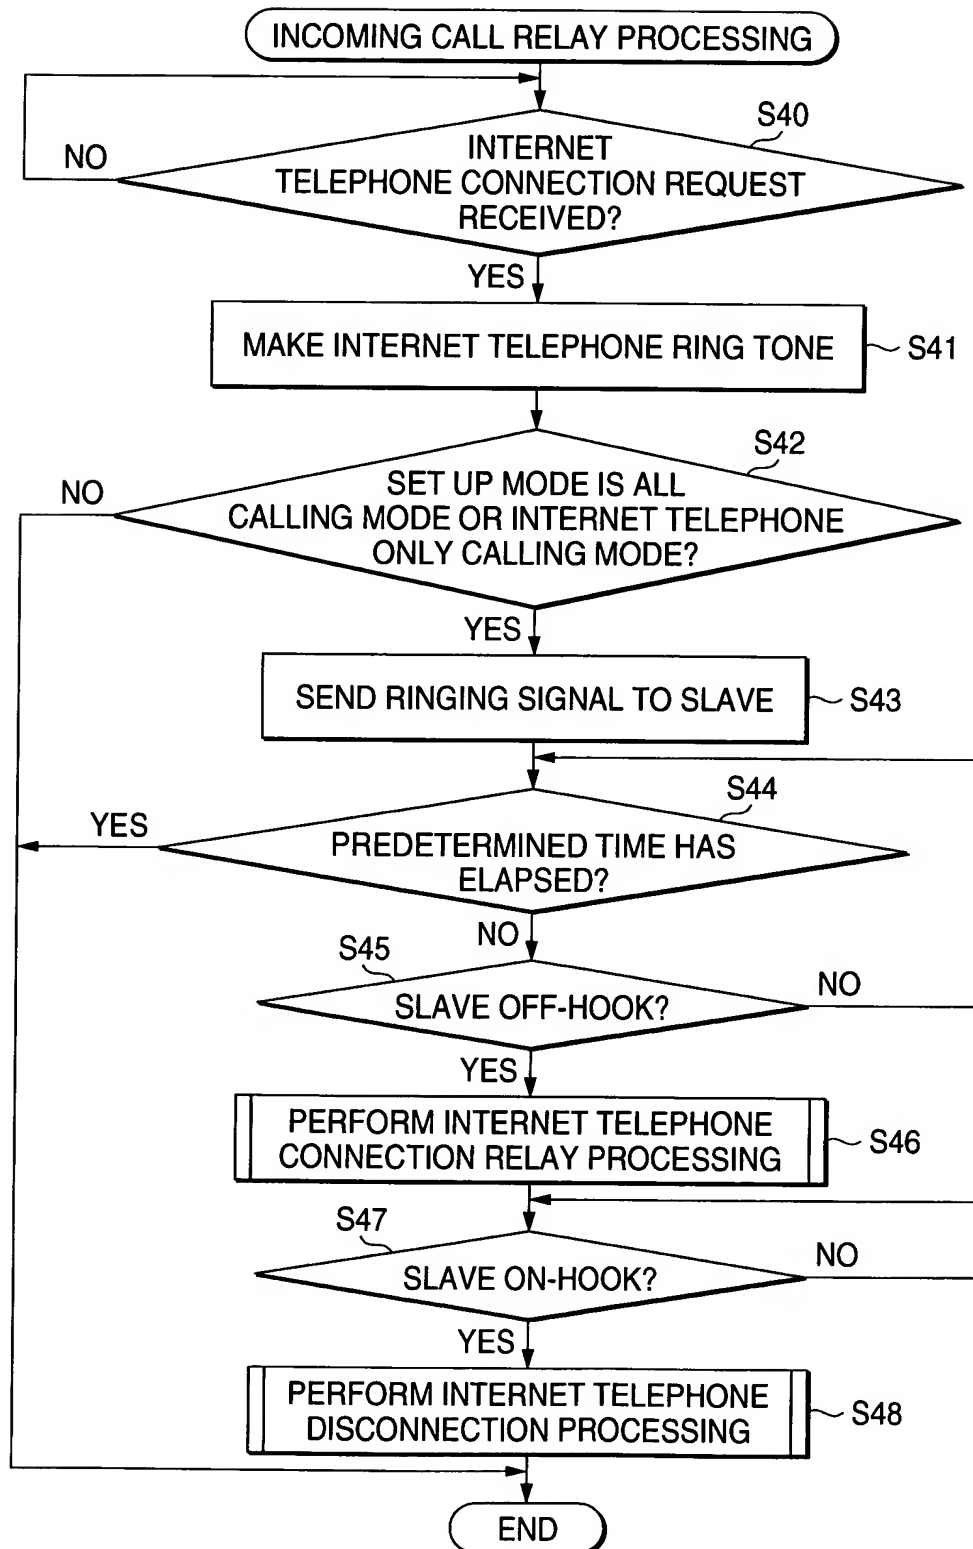 INCOMING CALL RELAY PROCESSING
S40
NO
INTERNET
TELEPHONE CONNECTION REQUEST
RECEIVED?
YES
MAKE INTERNET TELEPHONE RING TONE
S41
S42
NO
SET UP MODE IS ALL
CALLING MODE OR INTERNET TELEPHONE
ONLY CALLING MODE?
YES
SEND RINGING SIGNAL TO SLAVE
S43
S44
YES
PREDETERMINED TIME HAS
ELAPSED?
NO
S45
SLAVE OFF-HOOK?
NO
YES
PERFORM INTERNET TELEPHONE
CONNECTION RELAY PROCESSING
S46
S47
SLAVE ON-HOOK?
NO
YES
PERFORM INTERNET TELEPHONE
DISCONNECTION PROCESSING
S48
END